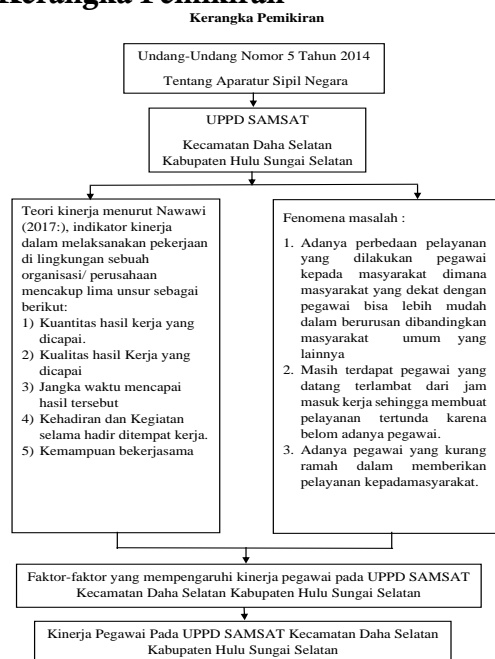 Kerangka Pemikiran
Kerangka Pemikiran
Undang-Undang Nomor 5 Tahun 2014
Tentang Aparatur Sipil Negara
UPPD SAMSAT
Kecamatan Daha Selatan
Kabupaten Hulu Sungai Selatan
Teori kinerja menurut Nawawi
(2017:), indikator kinerja
dalam melaksanakan pekerjaan
di lingkungan sebuah
organisasi/ perusahaan
mencakup lima unsur sebagai
berikut:
1) Kuantitas hasil kerja yang
dicapai.
2) Kualitas hasil Kerja yang
dicapai
3) Jangka waktu mencapai
hasil tersebut
4) Kehadiran dan Kegiatan
selama hadir ditempat kerja.
5) Kemampuan bekerjasama
Fenomena masalah :
1. Adanya perbedaan pelayanan
yang dilakukan pegawai
kepada masyarakat dimana
masyarakat yang dekat dengan
pegawai bisa lebih mudah
dalam berurusan dibandingkan
masyarakat umum yang
lainnya
2. Masih terdapat pegawai yang
datang terlambat dari jam
masuk kerja sehingga membuat
pelayanan tertunda karena
belom adanya pegawai.
3. Adanya pegawai yang kurang
ramah dalam memberikan
pelayanan kepadamasyarakat.
Faktor-faktor yang mempengaruhi kinerja pegawai pada UPPD SAMSAT
Kecamatan Daha Selatan Kabupaten Hulu Sungai Selatan
Kinerja Pegawai Pada UPPD SAMSAT Kecamatan Daha Selatan
Kabupaten Hulu Sungai Selatan